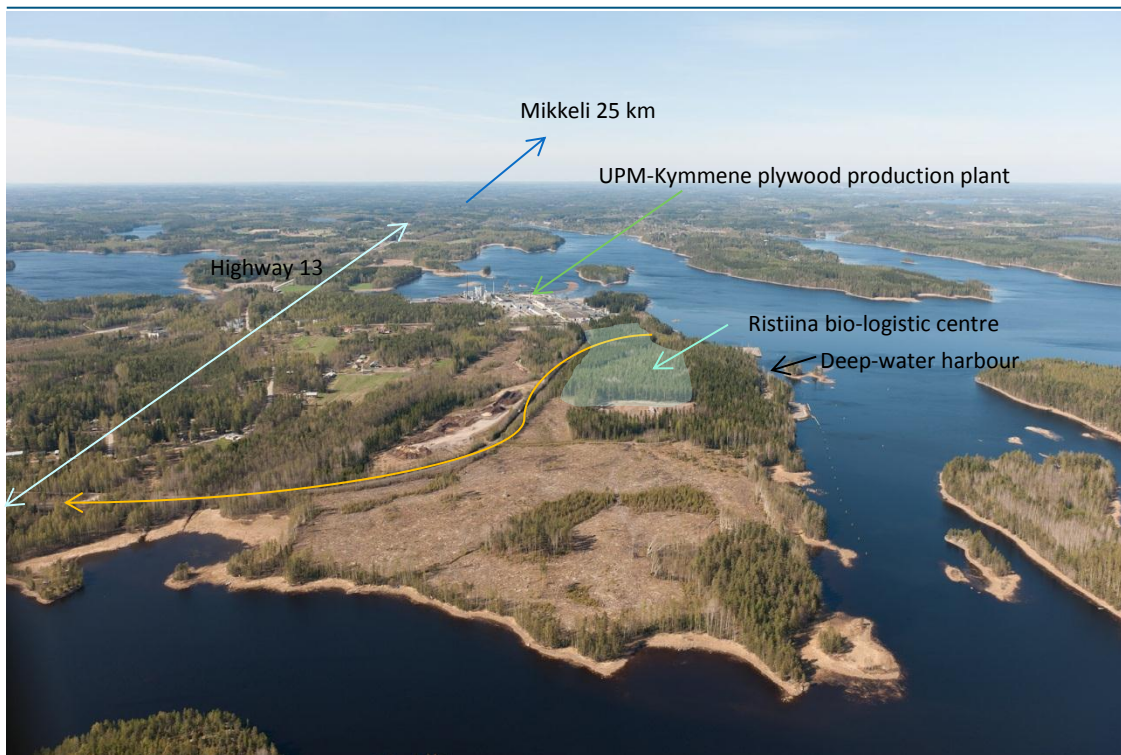 Mikkeli 25 km
UPM-Kymmene plywood production plant
Highway 13
Ristiina bio-logistic centre
Deep-water harbour